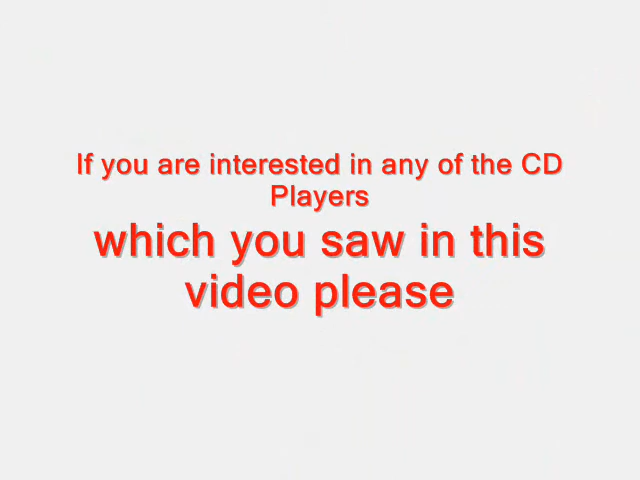 If you are interested in any of the CD
Players
which you saw in this
video please